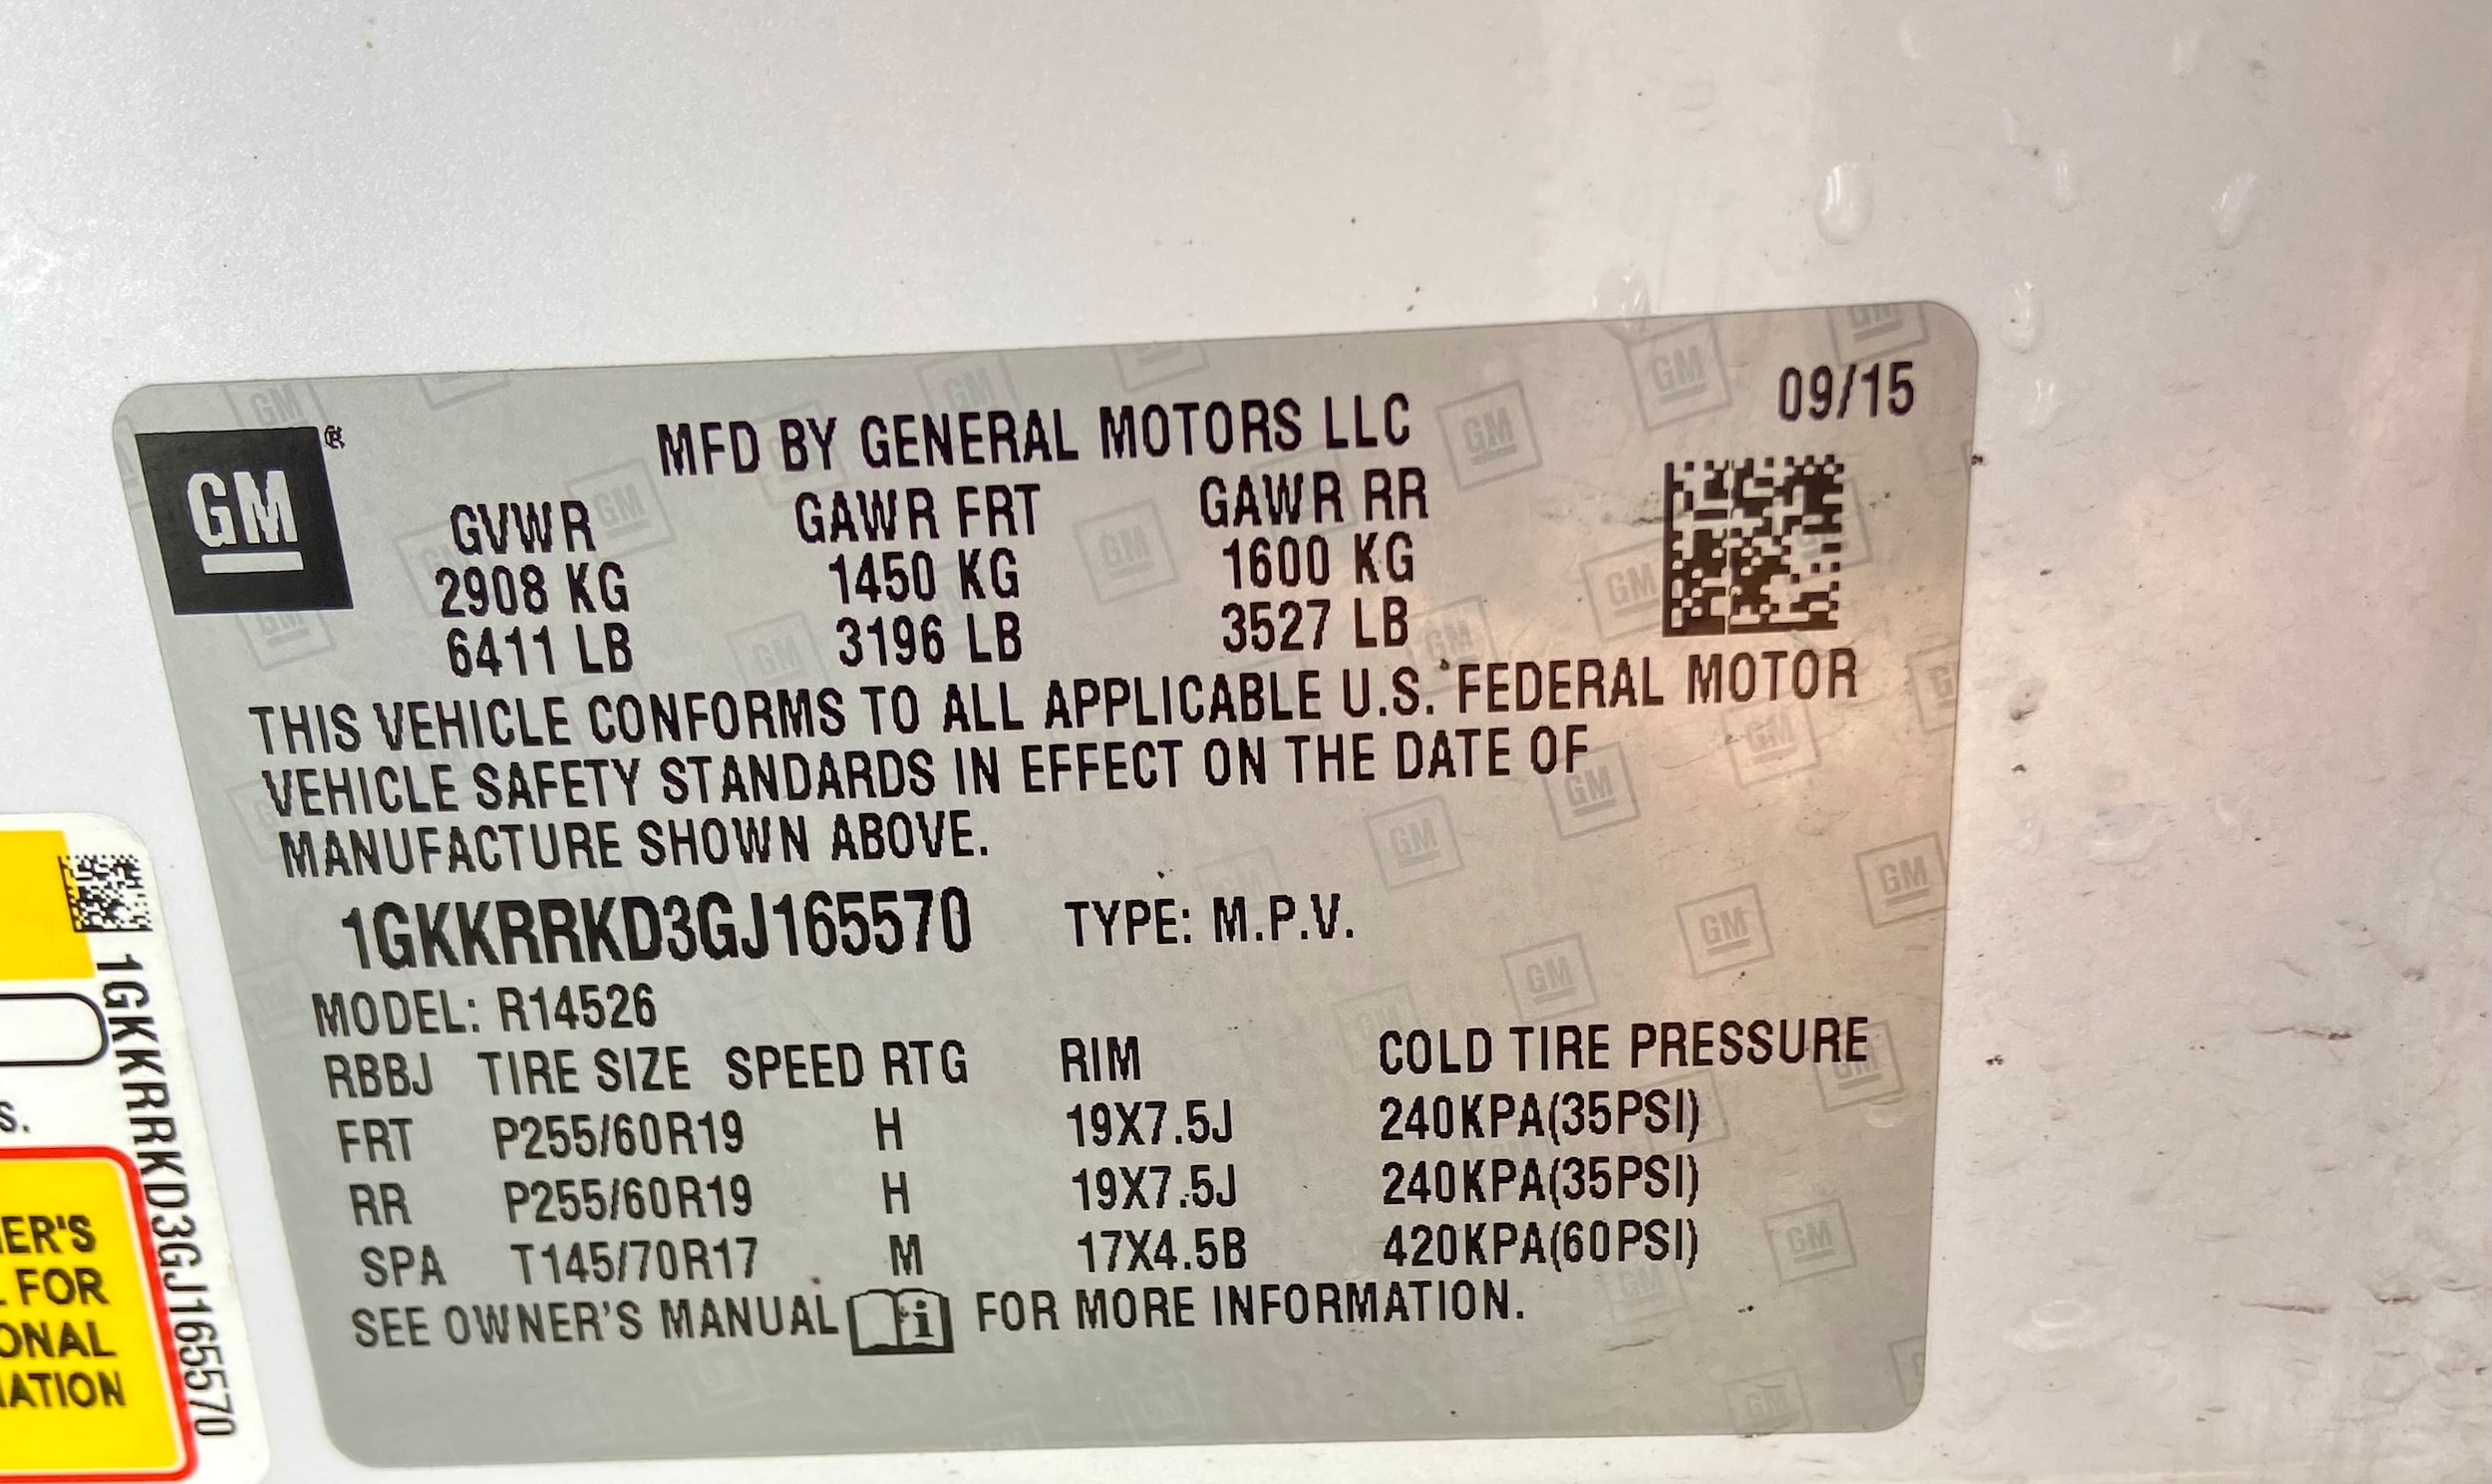 GM®
MFD BY GENERAL MOTORS LLC 09/15
GVWR GAWR FRT GAWR RR
2908 KG 1450 KG 1600 KG
6411 LB 3196 LB 3527 LB
THIS VEHICLE CONFORMS TO ALL APPLICABLE U.S. FEDERAL MOTOR
VEHICLE SAFETY STANDARDS IN EFFECT ON THE DATE OF
MANUFACTURE SHOWN ABOVE.
1GKKRRKD3GJ165570 TYPE: M.P.V.
MODEL: R14526
RBBJ TIRE SIZE SPEED RTG RIM COLD TIRE PRESSURE
FRT P255/60R19 H 19X7.5J 240KPA(35PSI)
RR P255/60R19 H 19X7.5J 240KPA(35PSI)
SPA T145/70R17 M 17X4.5B 420KPA(60PSI)
SEE OWNER'S MANUAL i FOR MORE INFORMATION.
1GKKRRKD3GJ165570
S.
ER'S
FOR
ONAL
ATION